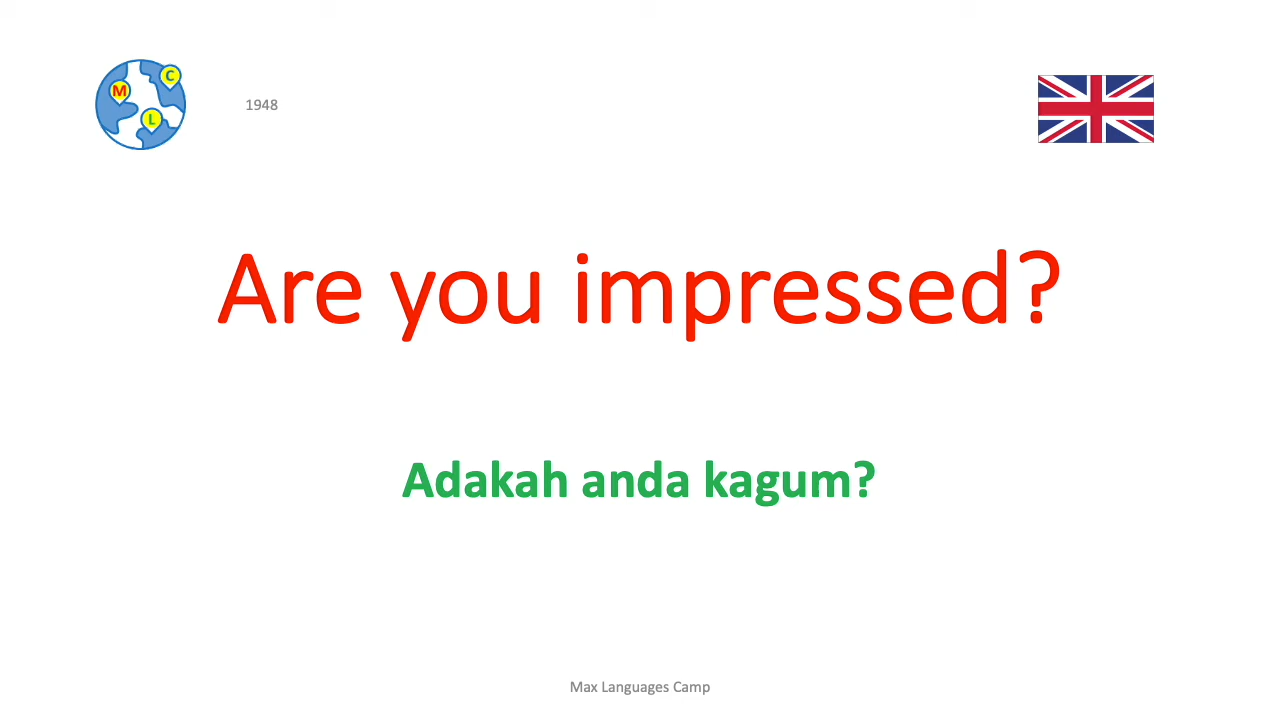 M
C
L
1948
Are you impressed?
Adakah anda kagum?
Max Languages Camp